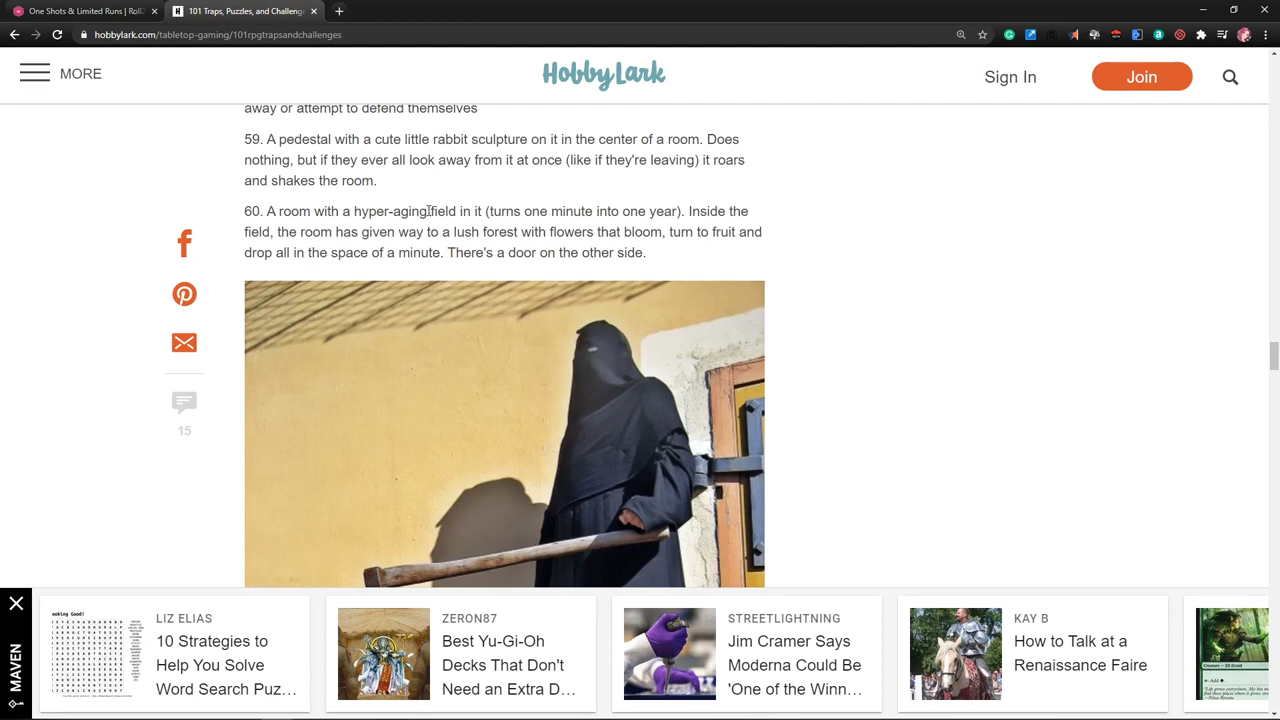 One Shots & Limited Runs | Roll
101 Traps, Puzzles, and Challeng
hobbylark.com/tabletop-gaming/101rpgtrapsandchallenges
MORE
HobbyLark
Sign In
Join
away or attempt to defend themselves
59. A pedestal with a cute little rabbit sculpture on it in the center of a room. Does
nothing, but if they ever all look away from it at once (like if they're leaving) it roars
and shakes the room.
60. A room with a hyper-aging field in it (turns one minute into one year). Inside the
field, the room has given way to a lush forest with flowers that bloom, turn to fruit and
drop all in the space of a minute. There's a door on the other side.
15
MAVEN
ooking Good!
LIZ ELIAS
10 Strategies to
Help You Solve
Word Search Puz...
ZERON87
Best Yu-Gi-Oh
Decks That Don't
Need an Extra D...
STREETLIGHTNING
Jim Cramer Says
Moderna Could Be
'One of the Winn...
KAY B
How to Talk at a
Renaissance Faire